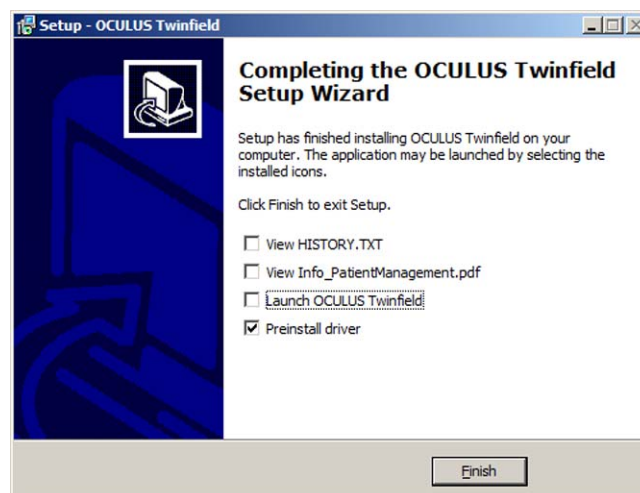 Setup - OCULUS Twinfield
Completing the OCULUS Twinfield
Setup Wizard
Setup has finished installing OCULUS Twinfield on your
computer. The application may be launched by selecting the
installed icons.
Click Finish to exit Setup.
View HISTORY.TXT
View Info_PatientManagement.pdf
Launch OCULUS Twinfield
Preinstall driver
Finish